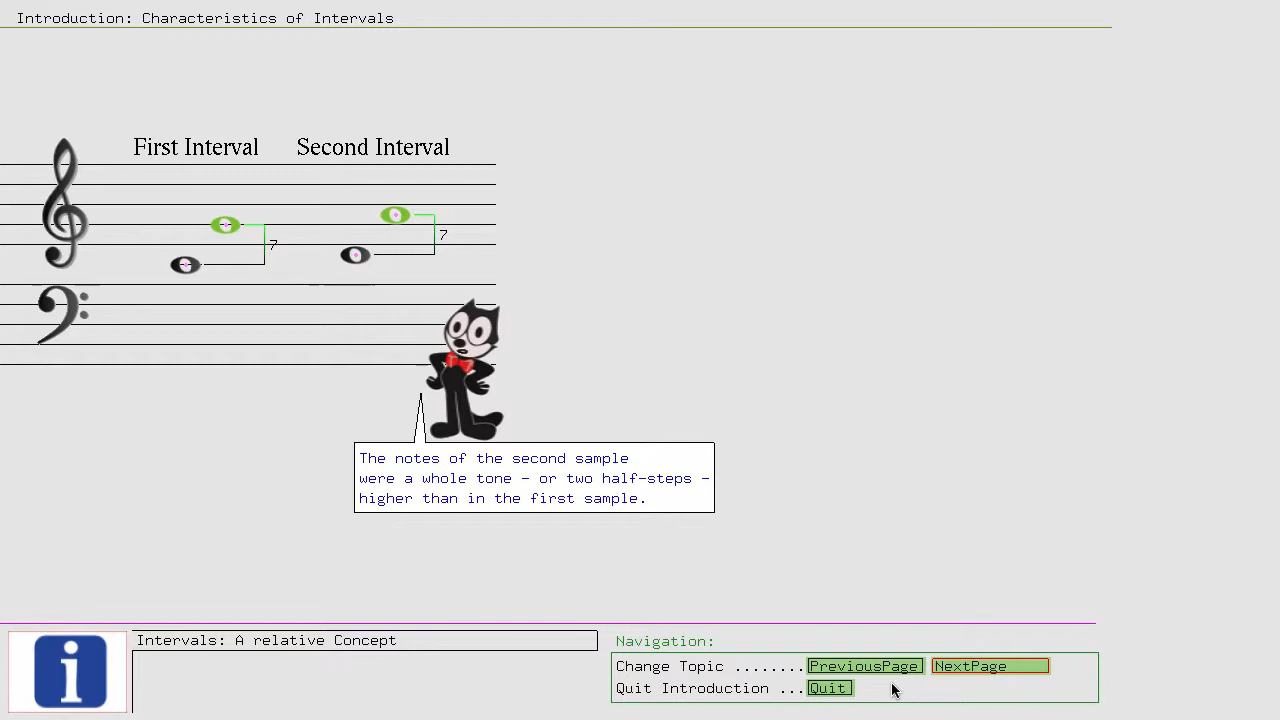 Introduction: Characteristics of Intervals
First Interval Second Interval
7
7
The notes of the second sample
were a whole tone - or two half-steps -
higher than in the first sample.
i
Intervals: A relative Concept
Navigation:
Change Topic ........ PreviousPage NextPage
Quit Introduction ... Quit